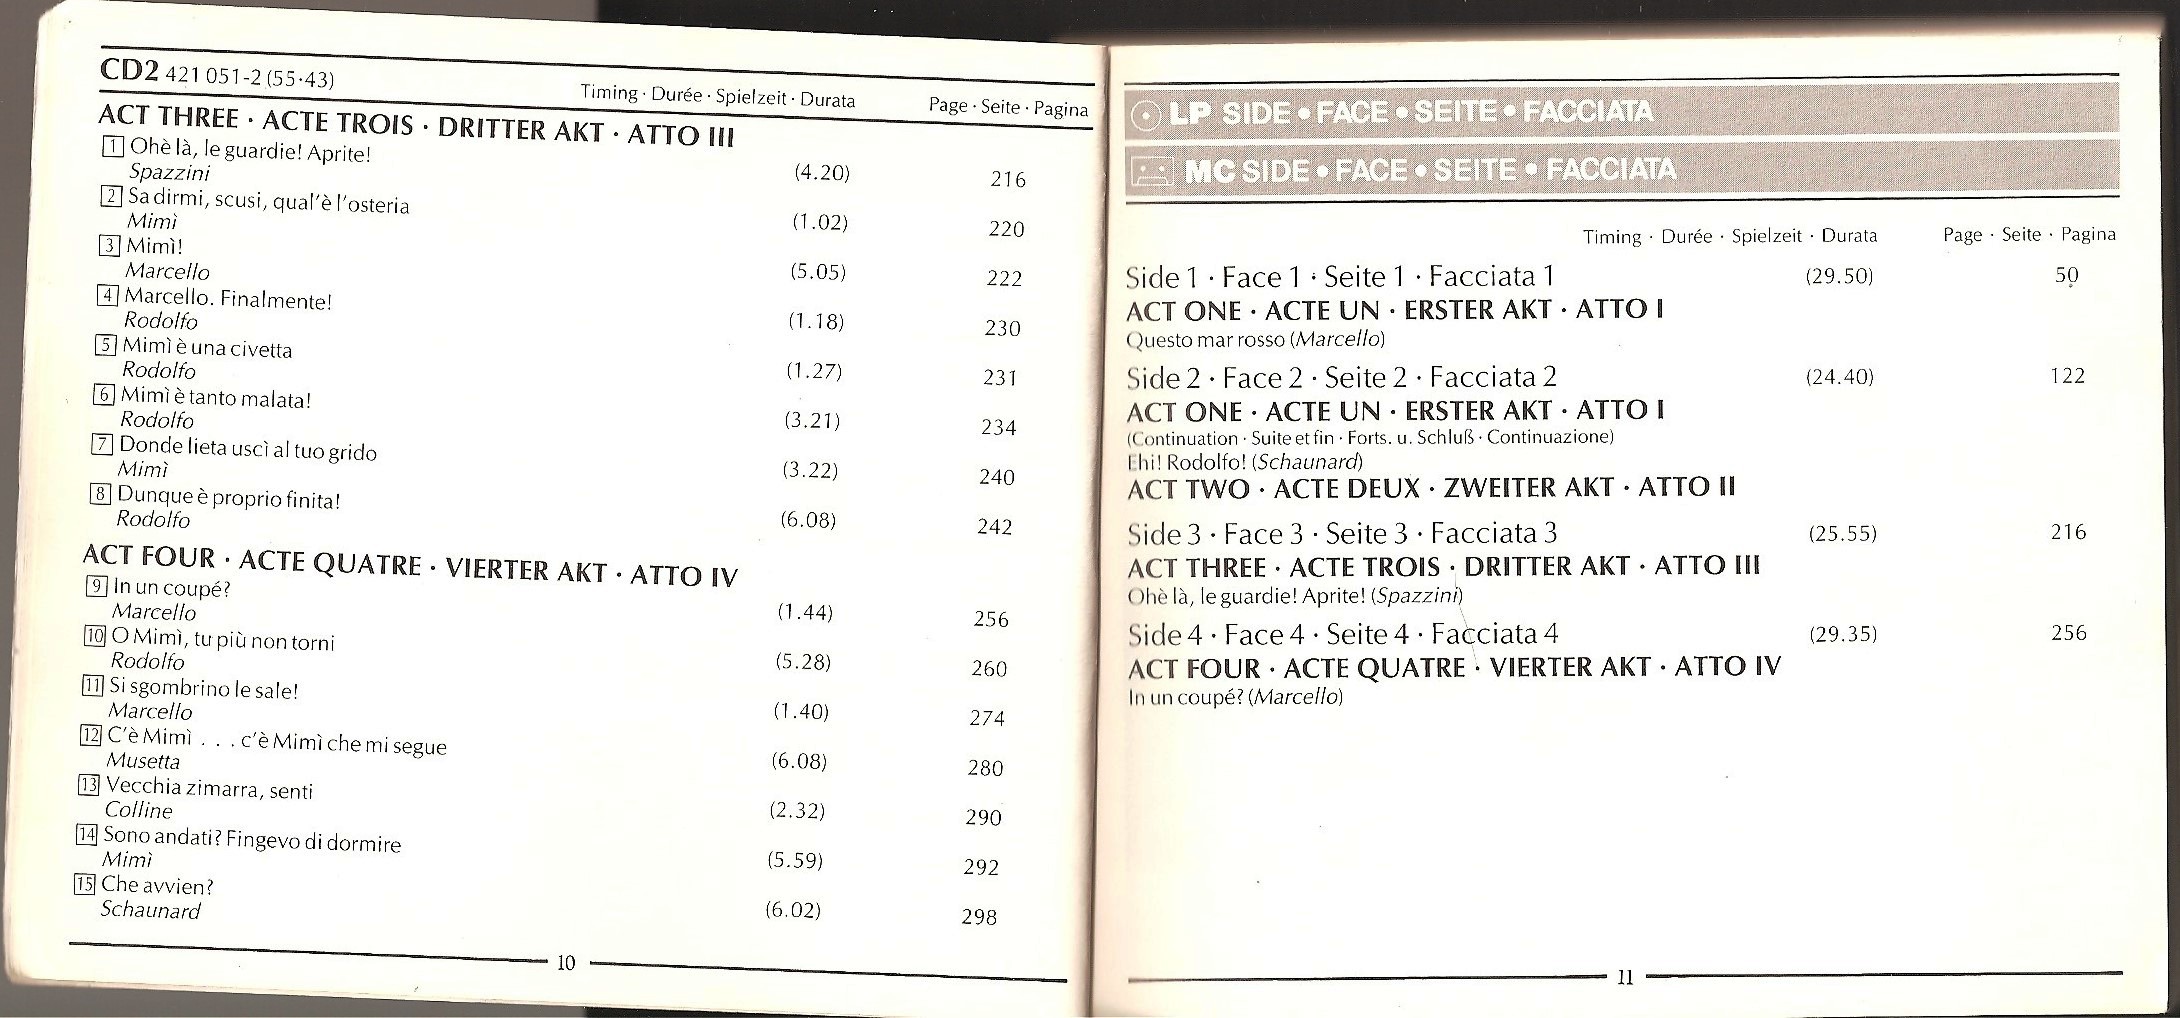 CD2 421 051-2 (55·43)
Timing · Durée · Spielzeit · Durata Page · Seite · Pagina
ACT THREE · ACTE TROIS · DRITTER AKT · ATTO III
1 Ohè là, le guardie! Aprite!
Spazzini (4.20) 216
2 Sa dirmi, scusi, qual'è l'osteria
Mimì (1.02) 220
3 Mimì!
Marcello (5.05) 222
4 Marcello. Finalmente!
Rodolfo (1.18) 230
5 Mimì è una civetta
Rodolfo (1.27) 231
6 Mimì è tanto malata!
Rodolfo (3.21) 234
7 Donde lieta uscì al tuo grido
Mimì (3.22) 240
8 Dunque è proprio finita!
Rodolfo (6.08) 242
ACT FOUR · ACTE QUATRE · VIERTER AKT · ATTO IV
9 In un coupé?
Marcello (1.44) 256
10 O Mimì, tu più non torni
Rodolfo (5.28) 260
11 Si sgombrino le sale!
Marcello (1.40) 274
12 C'è Mimì . . . c'è Mimì che mi segue
Musetta (6.08) 280
13 Vecchia zimarra, senti
Colline (2.32) 290
14 Sono andati? Fingevo di dormire
Mimì (5.59) 292
15 Che avvien?
Schaunard (6.02) 298
10
LP SIDE • FACE • SEITE • FACCIATA
MC SIDE • FACE • SEITE • FACCIATA
Timing · Durée · Spielzeit · Durata Page · Seite · Pagina
Side 1 · Face 1 · Seite 1 · Facciata 1 (29.50) 50
ACT ONE · ACTE UN · ERSTER AKT · ATTO I
Questo mar rosso (Marcello)
Side 2 · Face 2 · Seite 2 · Facciata 2 (24.40) 122
ACT ONE · ACTE UN · ERSTER AKT · ATTO I
(Continuation · Suite et fin · Forts. u. Schluß · Continuazione)
Ehi! Rodolfo! (Schaunard)
ACT TWO · ACTE DEUX · ZWEITER AKT · ATTO II
Side 3 · Face 3 · Seite 3 · Facciata 3 (25.55) 216
ACT THREE · ACTE TROIS · DRITTER AKT · ATTO III
Ohè là, le guardie! Aprite! (Spazzini)
Side 4 · Face 4 · Seite 4 · Facciata 4 (29.35) 256
ACT FOUR · ACTE QUATRE · VIERTER AKT · ATTO IV
In un coupé? (Marcello)
11